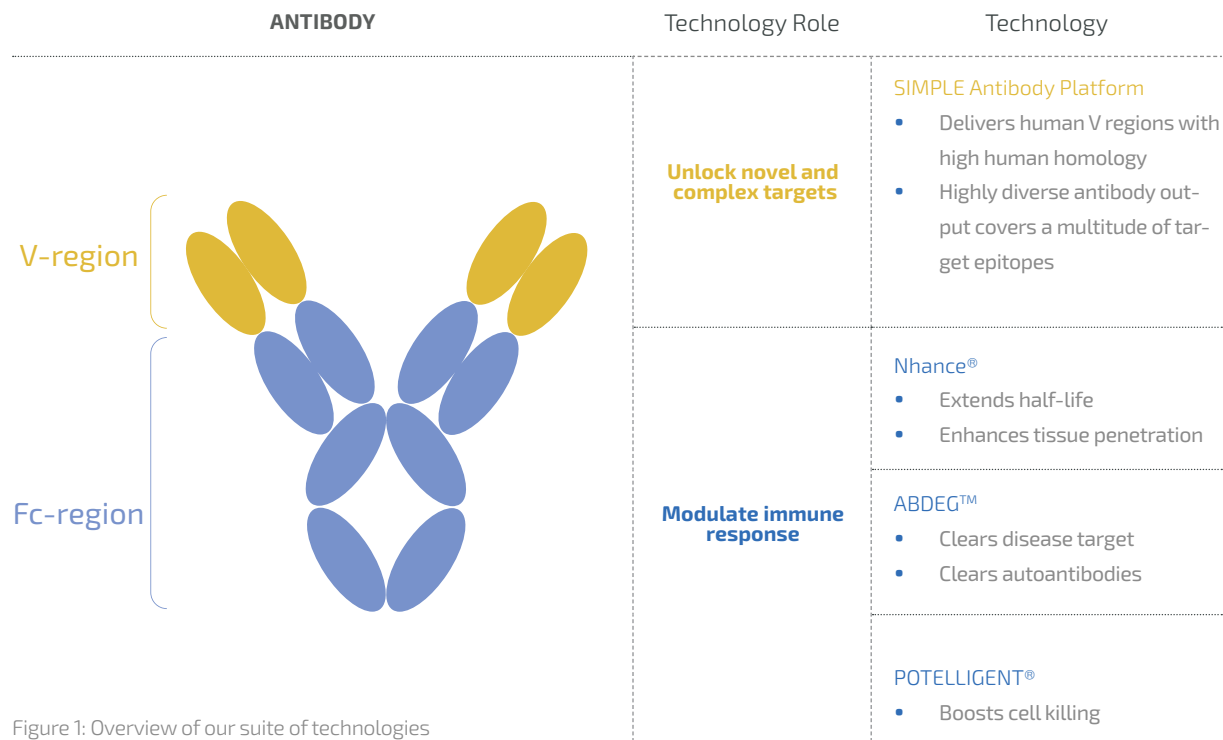 ANTIBODY
Technology Role
Technology
V-region
Fc-region
Unlock novel and
complex targets
SIMPLE Antibody Platform
• Delivers human V regions with
high human homology
• Highly diverse antibody out-
put covers a multitude of tar-
get epitopes
Modulate immune
response
Nhance®
• Extends half-life
• Enhances tissue penetration
ABDEG™
• Clears disease target
• Clears autoantibodies
POTELLIGENT®
• Boosts cell killing
Figure 1: Overview of our suite of technologies